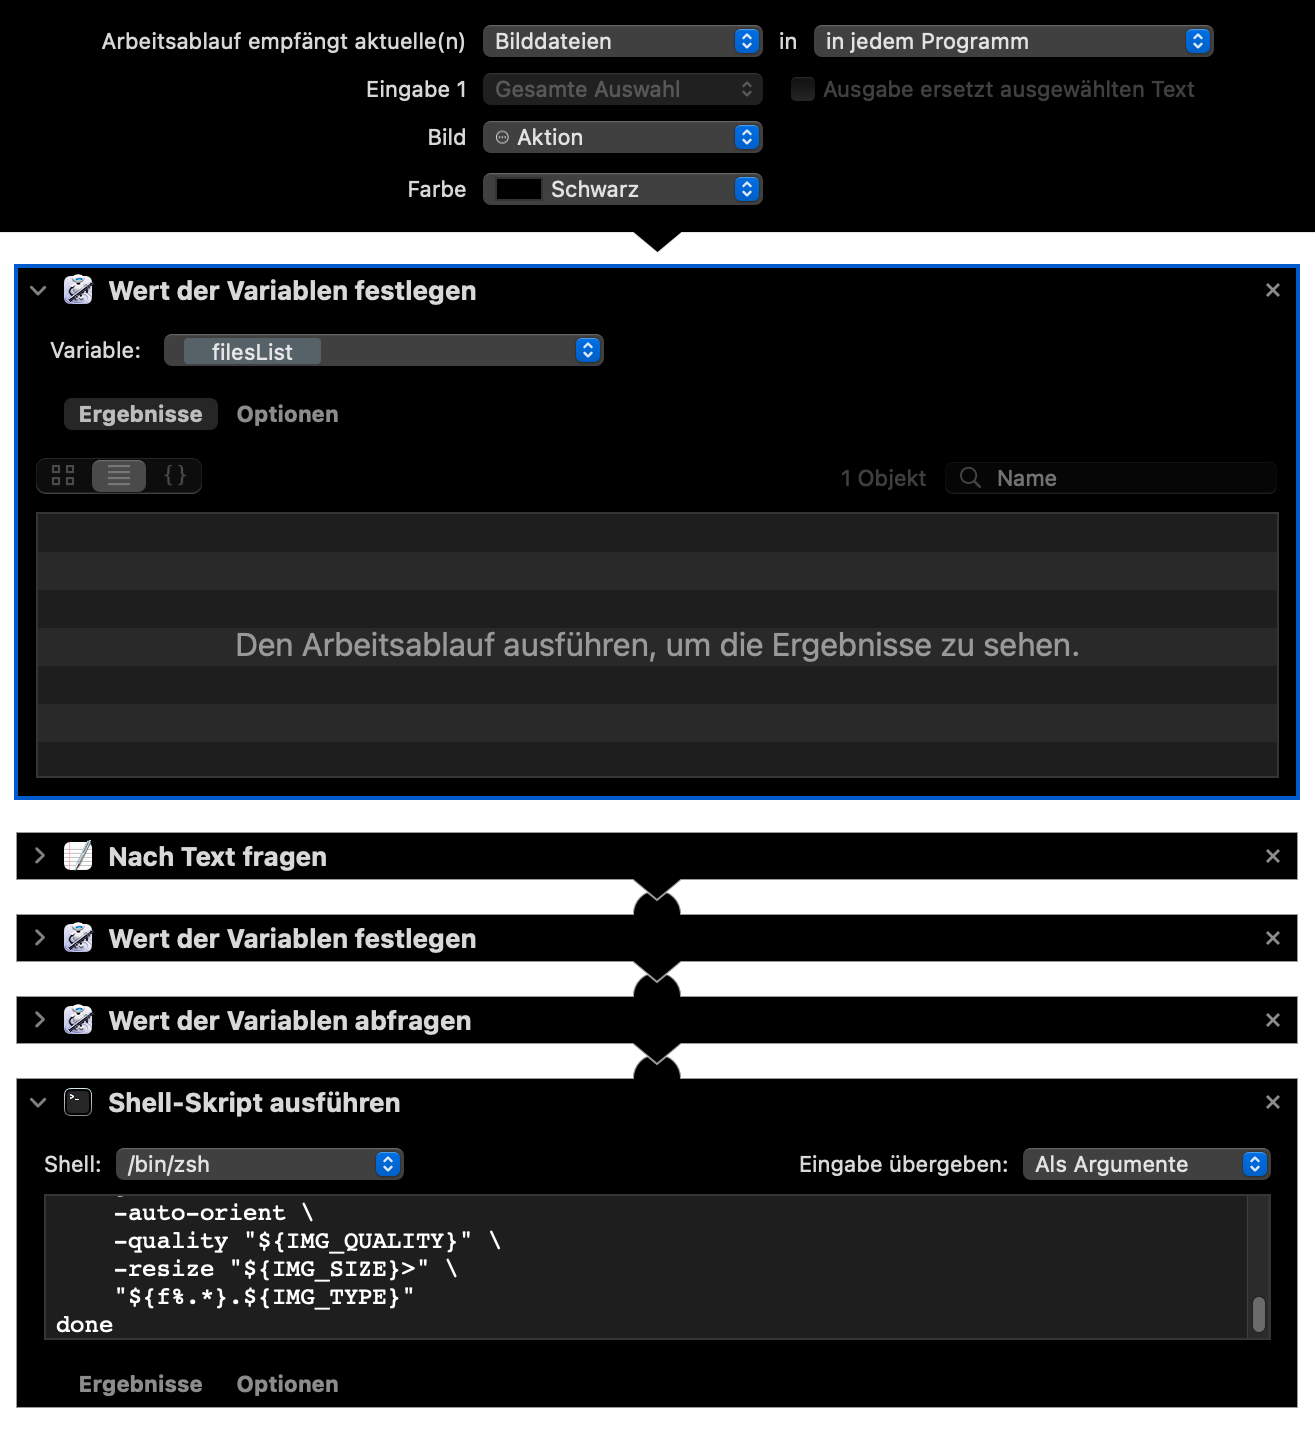 Arbeitsablauf empfängt aktuelle(n) Bilddateien in in jedem Programm
Eingabe 1 Gesamte Auswahl Ausgabe ersetzt ausgewählten Text
Bild Aktion
Farbe Schwarz
Wert der Variablen festlegen
Variable: filesList
Ergebnisse Optionen
{} 1 Objekt Name
Den Arbeitsablauf ausführen, um die Ergebnisse zu sehen.
Nach Text fragen
Wert der Variablen festlegen
Wert der Variablen abfragen
Shell-Skript ausführen
Shell: /bin/zsh Eingabe übergeben: Als Argumente
-auto-orient \
-quality "${IMG_QUALITY}" \
-resize "${IMG_SIZE}>" \
"${f%.*}.${IMG_TYPE}"
done
Ergebnisse Optionen